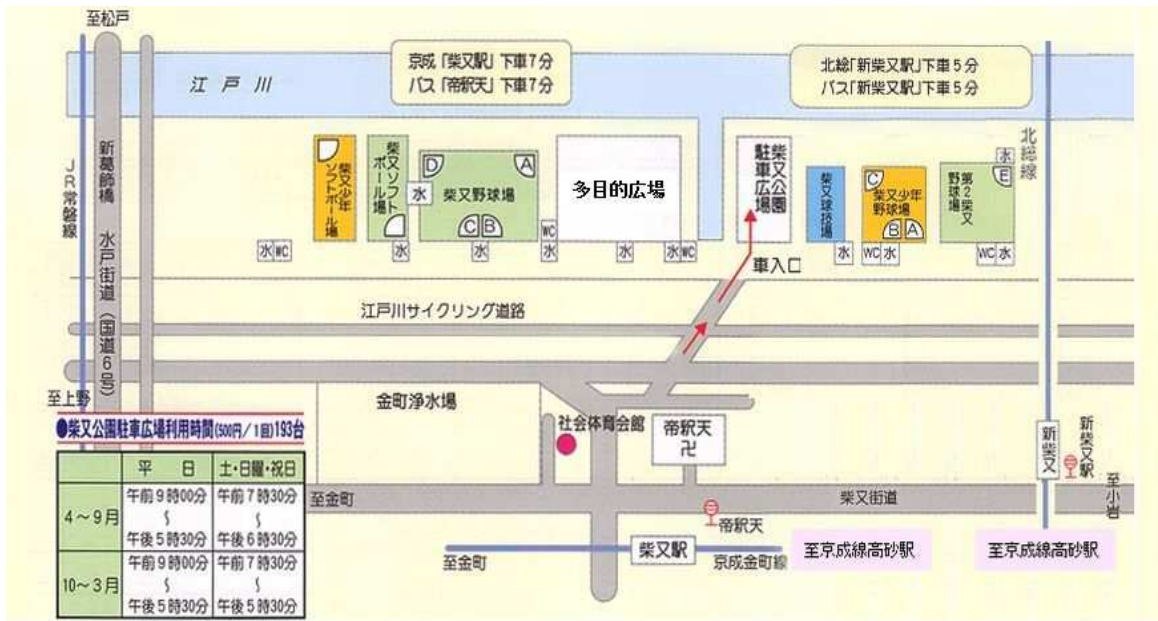 至松戸
江戸川
京成「柴又駅」下車7分
バス「帝釈天」下車7分
北総「新柴又駅」下車5分
バス「新柴又駅」下車5分
JR常磐線
新葛飾橋 水戸街道(国道6号)
北総線
柴又少年
ソフトボール場
柴又ソフト
ボール場
水
D
A
柴又野球場
C
B
多目的広場
柴又公園
駐車広場
柴又球技場
C
柴又少年
野球場
B
A
第2柴又
野球場
水
E
水
WC
水
水
WC
水
水
水
WC
水
WC
水
WC
水
車入口
江戸川サイクリング道路
至上野
金町浄水場
社会体育会館
帝釈天
卍
新柴又
新柴又駅
至小岩
●柴又公園駐車広場利用時間(500円/1回)193台
平 日
土・日曜・祝日
4〜9月
午前9時00分
〜
午後5時30分
午前7時30分
〜
午後6時30分
10〜3月
午前9時00分
〜
午後5時30分
午前7時30分
〜
午後5時30分
至金町
柴又街道
帝釈天
至金町
柴又駅
京成金町線
至京成線高砂駅
至京成線高砂駅